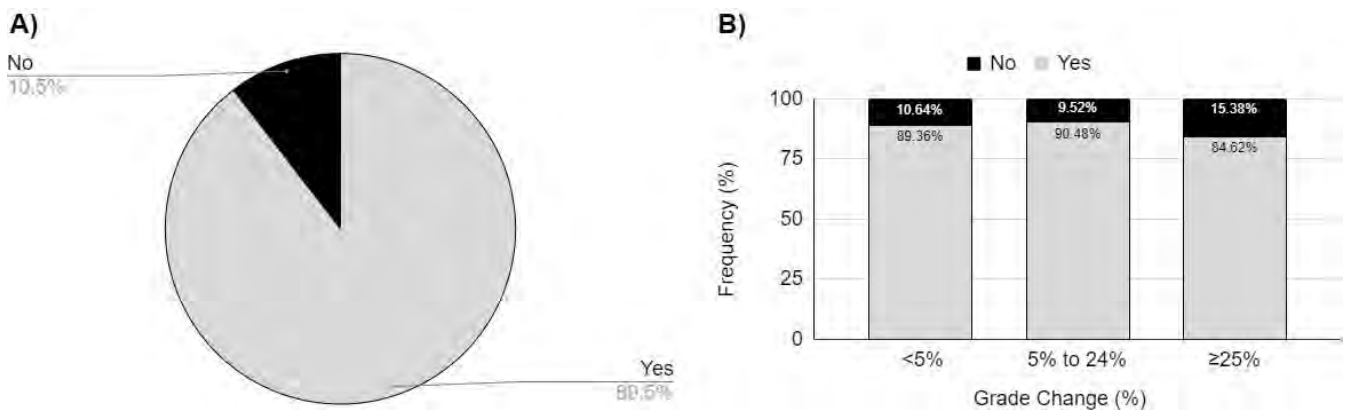 A)
No
10.5%
Yes
89.5%
B)
No Yes
100
75
50
25
0
Frequency (%)
10.64%
89.36%
9.52%
90.48%
15.38%
84.62%
<5% 5% to 24% ≥25%
Grade Change (%)